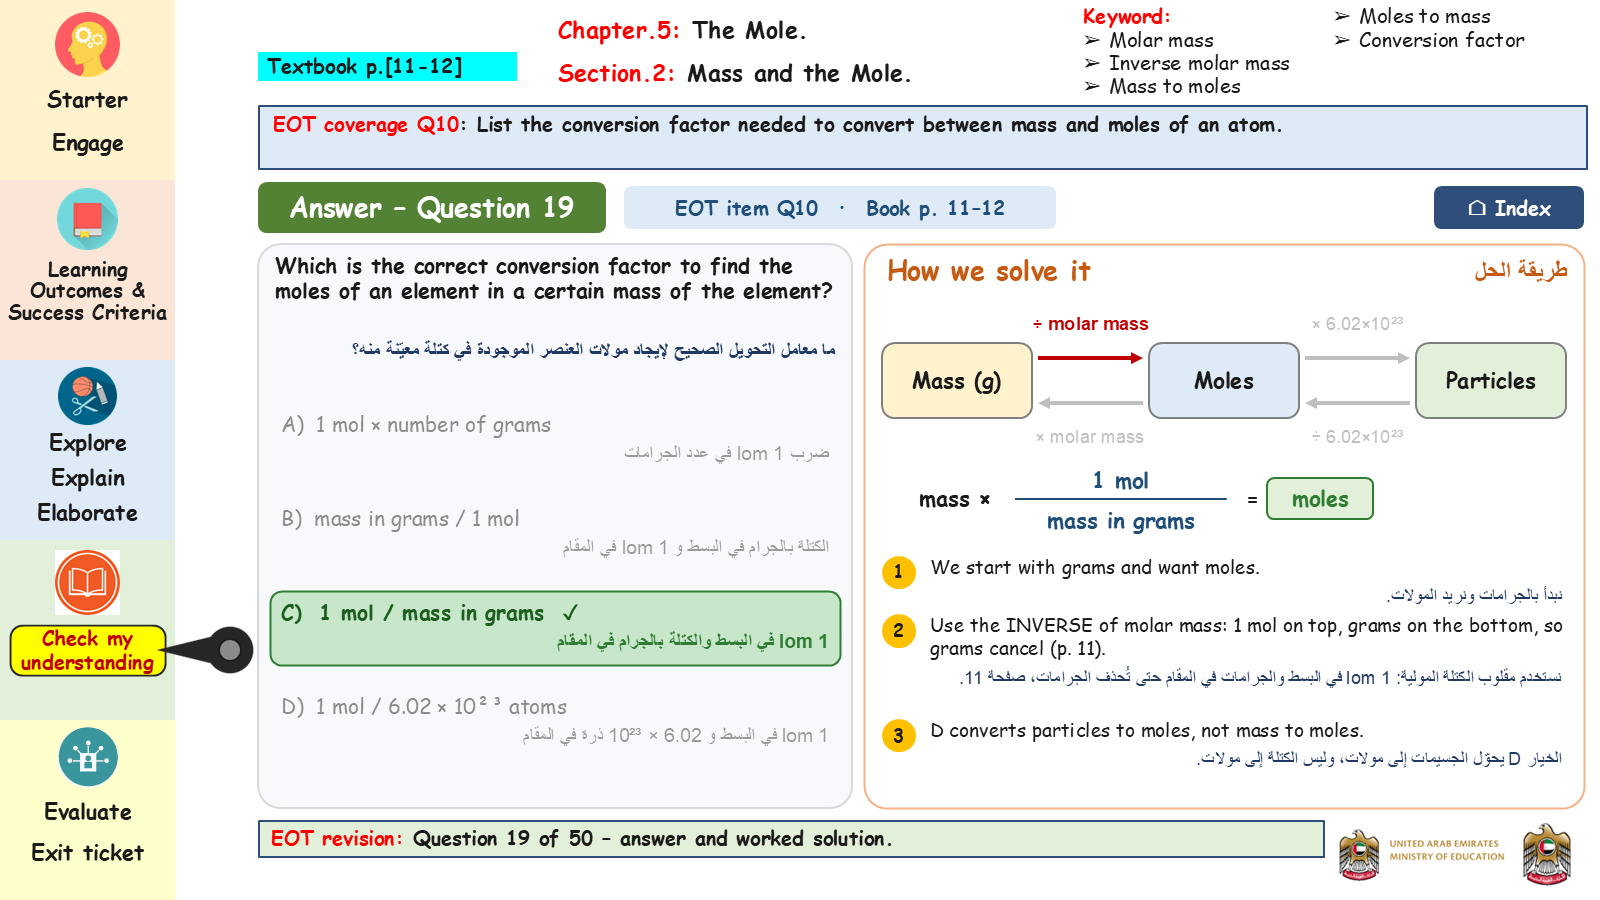 Starter
Engage
Learning
Outcomes &
Success Criteria
Explore
Explain
Elaborate
Check my
understanding
Evaluate
Exit ticket
Textbook p.[11-12]
Chapter.5: The Mole.
Section.2: Mass and the Mole.
Keyword:
➢ Molar mass
➢ Inverse molar mass
➢ Mass to moles
➢ Moles to mass
➢ Conversion factor
EOT coverage Q10: List the conversion factor needed to convert between mass and moles of an atom.
Answer – Question 19
EOT item Q10 · Book p. 11–12
☖ Index
Which is the correct conversion factor to find the
moles of an element in a certain mass of the element?
ما معامل التحويل الصحيح لإيجاد مولات العنصر الموجودة في كتلة معيّنة منه؟
A) 1 mol × number of grams
ضرب 1 lom في عدد الجرامات
B) mass in grams / 1 mol
الكتلة بالجرام في البسط و 1 lom في المقام
C) 1 mol / mass in grams ✓
1 lom في البسط والكتلة بالجرام في المقام
D) 1 mol / 6.02 × 10²³ atoms
1 lom في البسط و 6.02 × 10²³ ذرة في المقام
How we solve it
طريقة الحل
÷ molar mass
× 6.02×10²³
Mass (g)
Moles
Particles
× molar mass
÷ 6.02×10²³
mass × 1 mol
mass in grams
= moles
1 We start with grams and want moles.
نبدأ بالجرامات ونريد المولات.
2 Use the INVERSE of molar mass: 1 mol on top, grams on the bottom, so
grams cancel (p. 11).
نستخدم مقلوب الكتلة المولية: 1 lom في البسط والجرامات في المقام حتى تُحذف الجرامات، صفحة 11.
3 D converts particles to moles, not mass to moles.
الخيار D يحوّل الجسيمات إلى مولات، وليس الكتلة إلى مولات.
EOT revision: Question 19 of 50 – answer and worked solution.
UNITED ARAB EMIRATES
MINISTRY OF EDUCATION